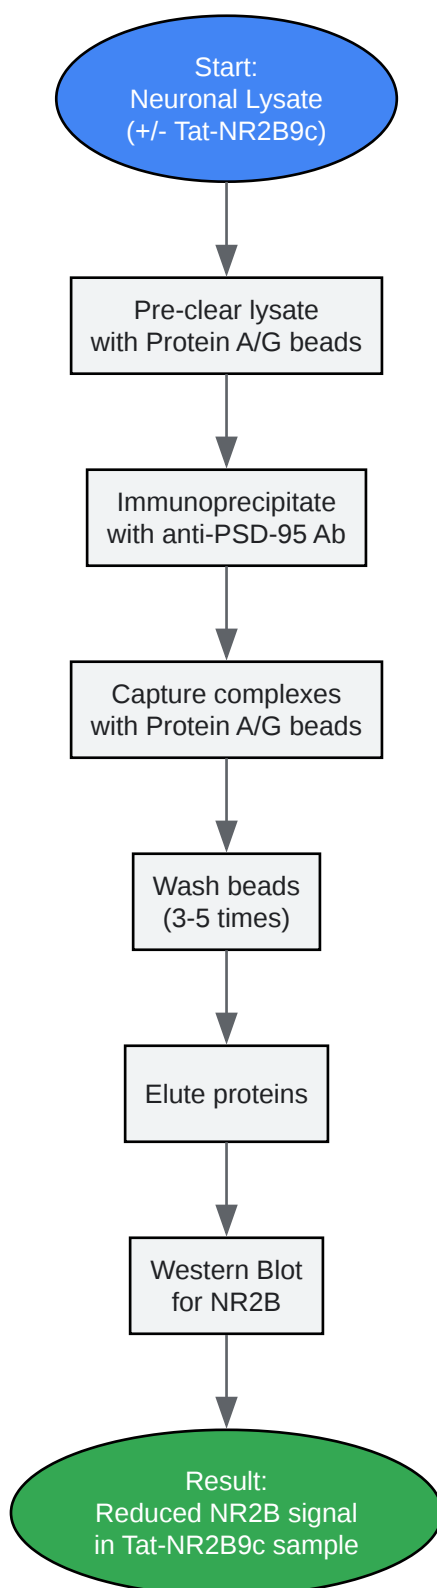 Start:
Neuronal Lysate
(+/- Tat-NR2B9c)
Pre-clear lysate
with Protein A/G beads
Immunoprecipitate
with anti-PSD-95 Ab
Capture complexes
with Protein A/G beads
Wash beads
(3-5 times)
Elute proteins
Western Blot
for NR2B
Result:
Reduced NR2B signal
in Tat-NR2B9c sample